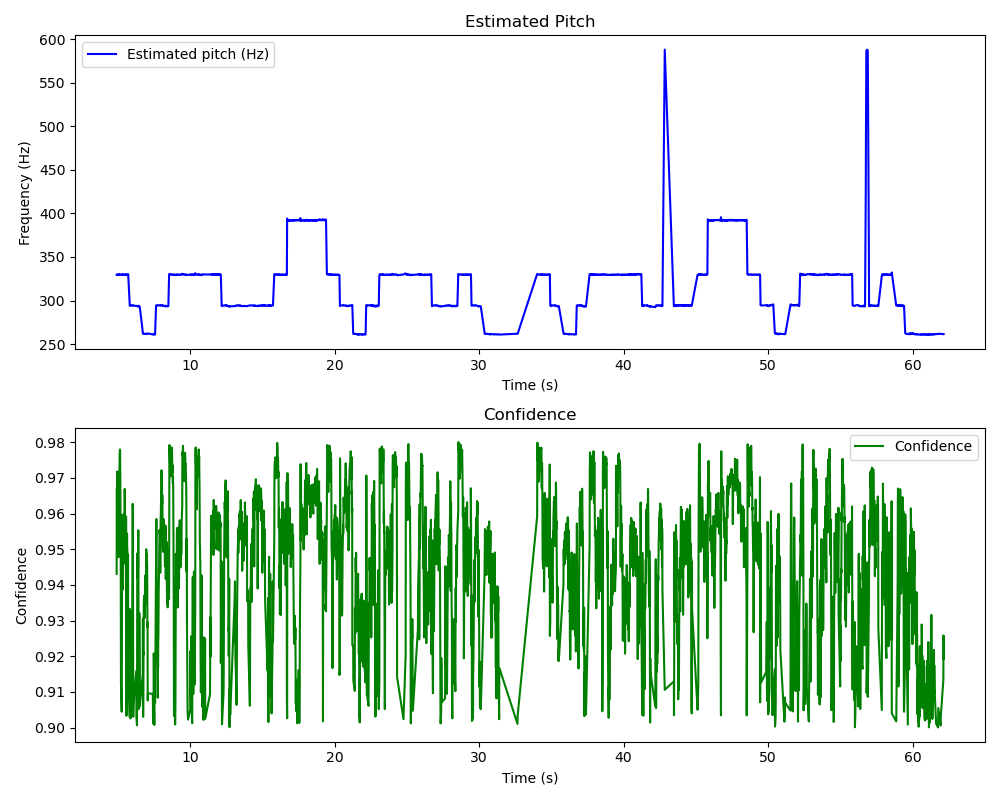 Estimated Pitch
600
550
500
450
400
350
300
250
Frequency (Hz)
Estimated pitch (Hz)
10 20 30 40 50 60
Time (s)
Confidence
0.98
0.97
0.96
0.95
0.94
0.93
0.92
0.91
0.90
Confidence
Confidence
10 20 30 40 50 60
Time (s)